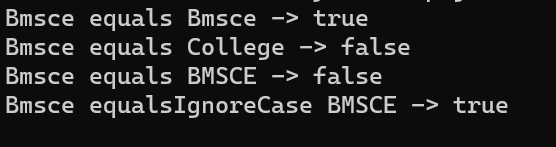 Bmsce equals Bmsce -> true
Bmsce equals College -> false
Bmsce equals BMSCE -> false
Bmsce equalsIgnoreCase BMSCE -> true